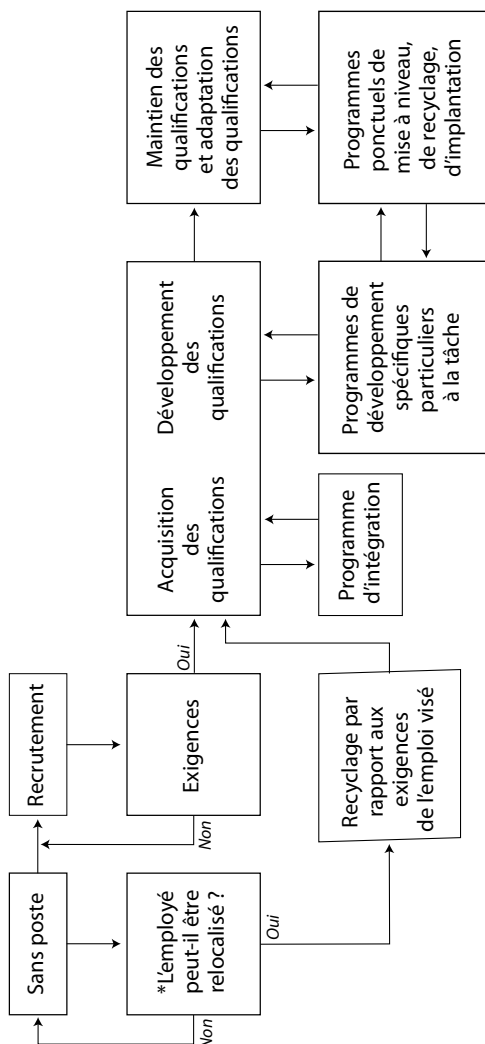 Sans poste
*L’employé
peut-il être
relocalisé ?
Non
Oui
Recrutement
Exigences
Non
Oui
Recyclage par
rapport aux
exigences
de l’emploi visé
Acquisition
des
qualifications
Développement
des
qualifications
Programme
d’intégration
Programmes de
développement
spécifiques
particuliers
à la tâche
Maintien des
qualifications
et adaptation
des qualifications
Programmes
ponctuels de
mise à niveau,
de recyclage,
d’implantation